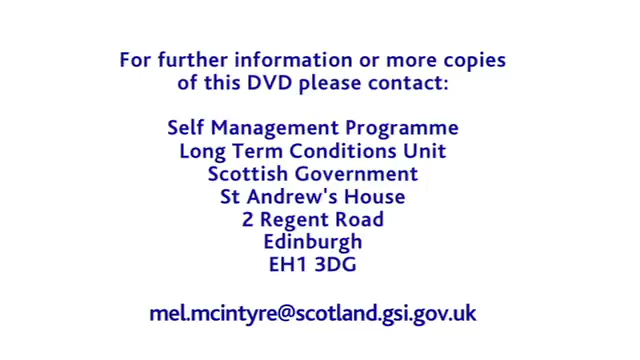 For further information or more copies
of this DVD please contact:
Self Management Programme
Long Term Conditions Unit
Scottish Government
St Andrew's House
2 Regent Road
Edinburgh
EH1 3DG
mel.mcintyre@scotland.gsi.gov.uk